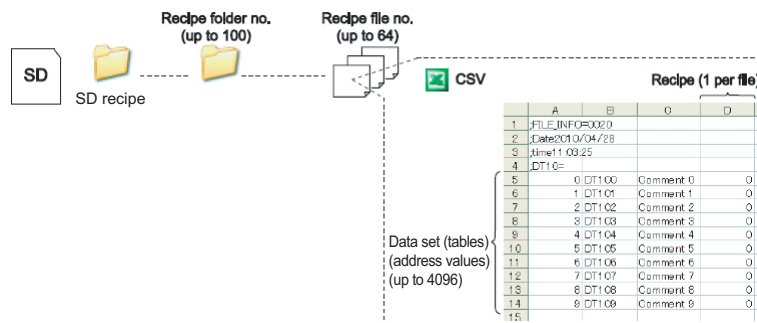 Recipe folder no.
(up to 100)
Recipe file no.
(up to 64)
SD
SD recipe
CSV
Recipe (1 per file)
A B C D
1 ;FILE_INFO=0020
2 ;Date2010/04/28
3 ;time11:03:25
4 ;DT10=
5 0 DT100 Comment 0 0
6 1 DT101 Comment 1 0
7 2 DT102 Comment 2 0
8 3 DT103 Comment 3 0
9 4 DT104 Comment 4 0
10 5 DT105 Comment 5 0
11 6 DT106 Comment 6 0
12 7 DT107 Comment 7 0
13 8 DT108 Comment 8 0
14 9 DT109 Comment 9 0
15
Data set (tables)
(address values)
(up to 4096)